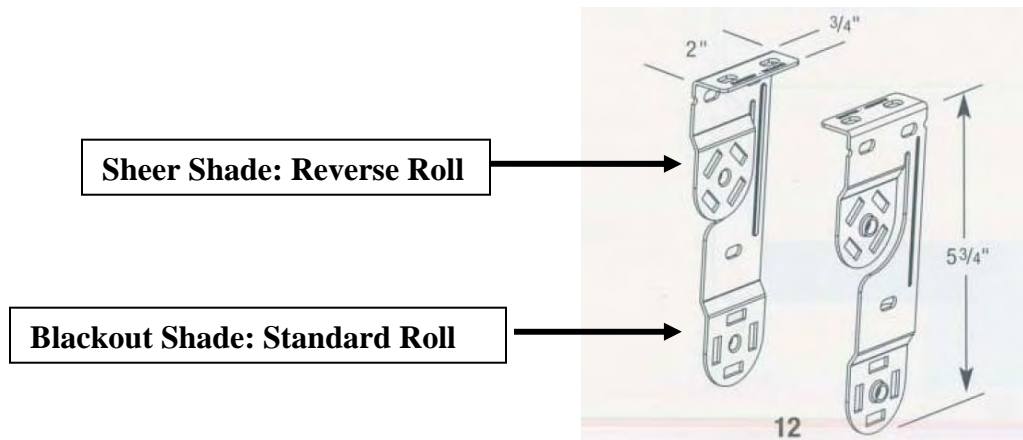 3/4"
2"
Sheer Shade: Reverse Roll
5 3/4"
Blackout Shade: Standard Roll
12